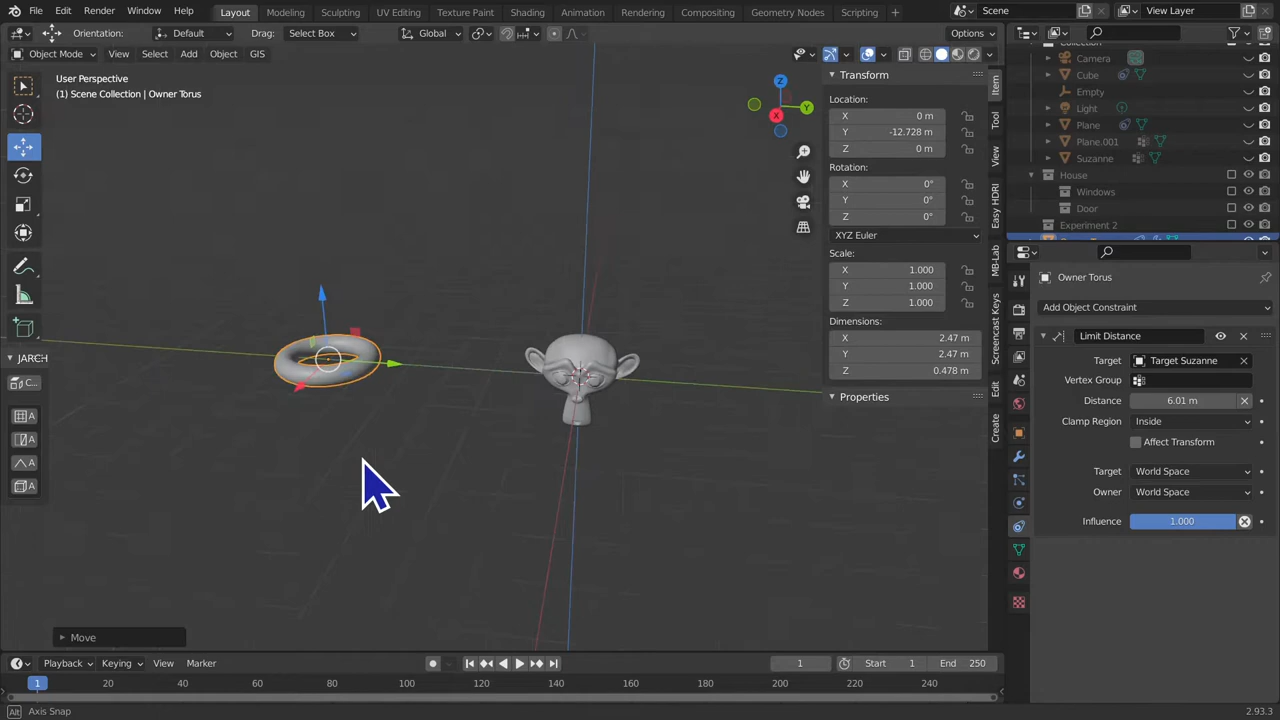 File Edit Render Window Help Layout Modeling Sculpting UV Editing Texture Paint Shading Animation Rendering Compositing Geometry Nodes Scripting + Scene View Layer
Orientation: Default Drag: Select Box Global Options
Object Mode View Select Add Object GIS
User Perspective
(1) Scene Collection | Owner Torus
Z
Y
X
Transform
Location:
X 0 m
Y -12.728 m
Z 0 m
Rotation:
X 0°
Y 0°
Z 0°
XYZ Euler
Scale:
X 1.000
Y 1.000
Z 1.000
Dimensions:
X 2.47 m
Y 2.47 m
Z 0.478 m
Properties
Item
Tool
View
Easy HDRI
MB-Lab
Screencast Keys
Edit
Create
JARCH
C...
A
A
A
A
Move
Camera
Cube
Empty
Light
Plane
Plane.001
Suzanne
House
Windows
Door
Experiment 2
Owner Torus
Add Object Constraint
Limit Distance
Target Target Suzanne
Vertex Group
Distance 6.01 m
Clamp Region Inside
Affect Transform
Target World Space
Owner World Space
Influence 1.000
Playback Keying View Marker 1 Start 1 End 250
1 20 40 60 80 100 120 140 160 180 200 220 240
Alt Axis Snap 2.93.3